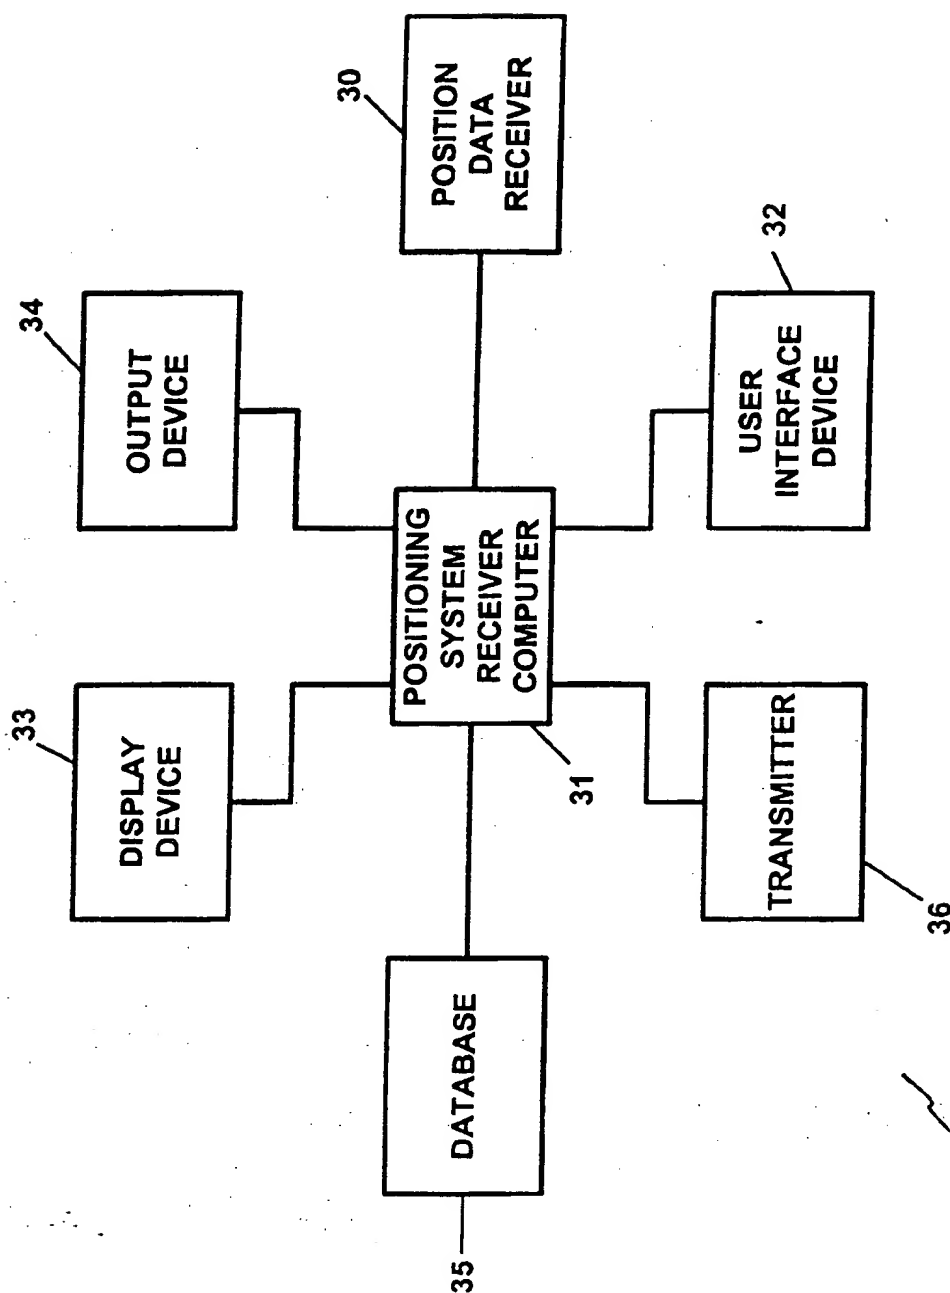 30
POSITION
DATA
RECEIVER
34
OUTPUT
DEVICE
32
USER
INTERFACE
DEVICE
POSITIONING
SYSTEM
RECEIVER
COMPUTER
31
33
DISPLAY
DEVICE
TRANSMITTER
36
DATABASE
35